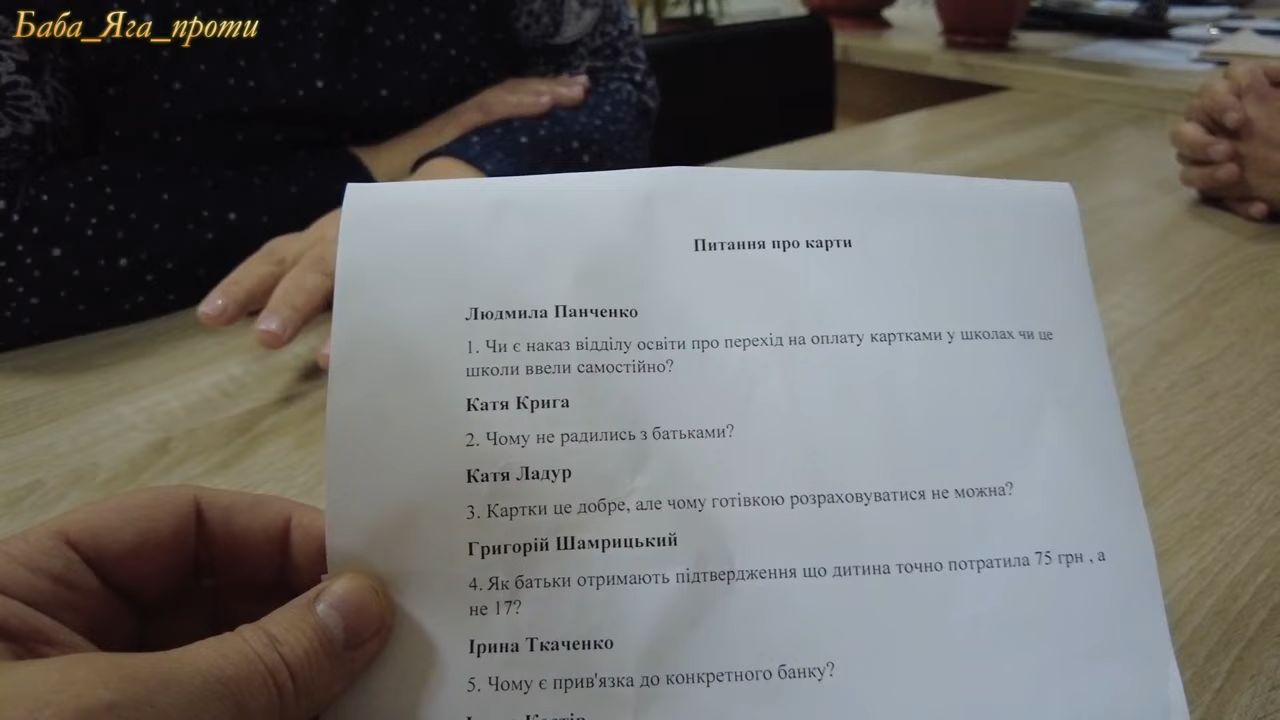 Баба_Яга_проти
Питання про карти
Людмила Панченко
1. Чи є наказ відділу освіти про перехід на оплату картками у школах чи це
школи ввели самостійно?
Катя Крига
2. Чому не радились з батьками?
Катя Ладур
3. Картки це добре, але чому готівкою розраховуватися не можна?
Григорій Шамрицький
4. Як батьки отримають підтвердження що дитина точно потратила 75 грн , а
не 17?
Ірина Ткаченко
5. Чому є прив'язка до конкретного банку?